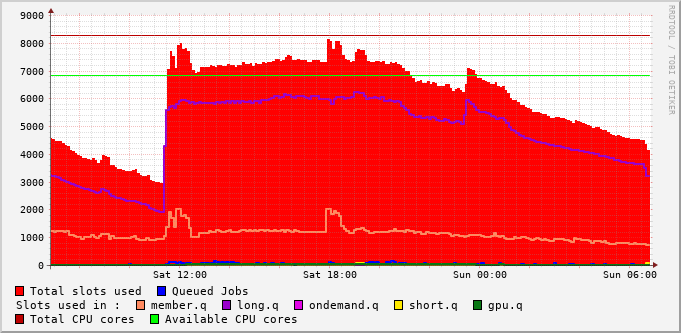 9000
8000
7000
6000
5000
4000
3000
2000
1000
0
Sat 12:00 Sat 18:00 Sun 00:00 Sun 06:00
RRDTOOL / TOBI OETIKER
Total slots used Queued Jobs
Slots used in : member.q long.q ondemand.q short.q gpu.q
Total CPU cores Available CPU cores